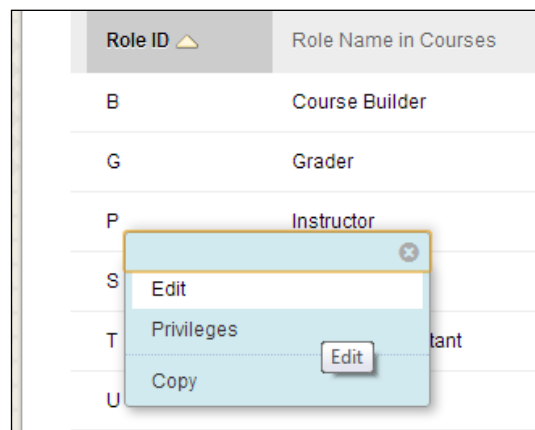 Role ID Role Name in Courses
B Course Builder
G Grader
P Instructor
S
Edit
Privileges
T tant
Edit
Copy
U